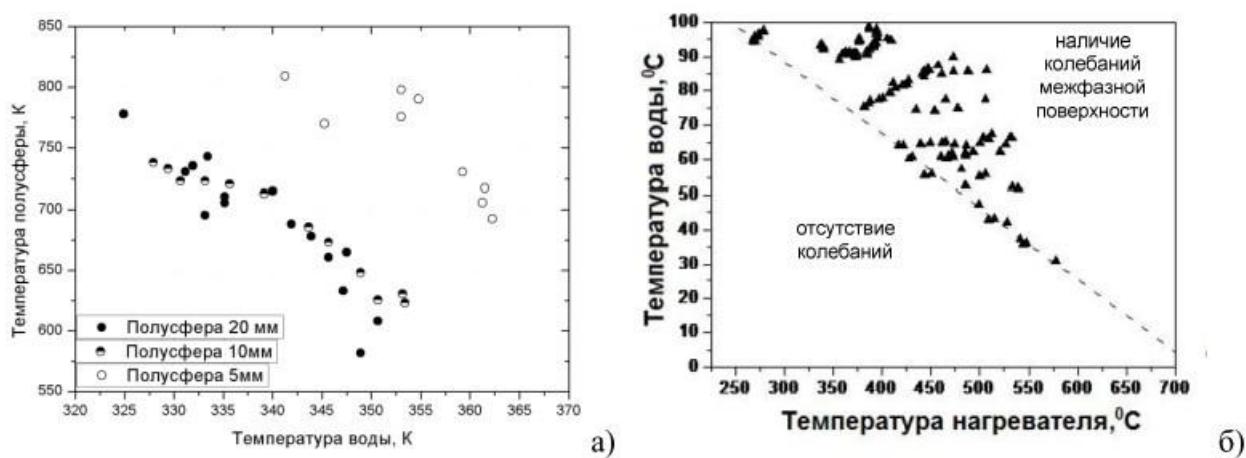 850
800
750
700
650
600
550
Температура полусферы, К
Полусфера 20 мм
Полусфера 10мм
Полусфера 5мм
320 325 330 335 340 345 350 355 360 365 370
Температура воды, К
а)
100
90
80
70
60
50
40
30
20
10
0
Температура воды,⁰С
наличие
колебаний
межфазной
поверхности
отсутствие
колебаний
250 300 350 400 450 500 550 600 650 700
Температура нагревателя,⁰С
б)